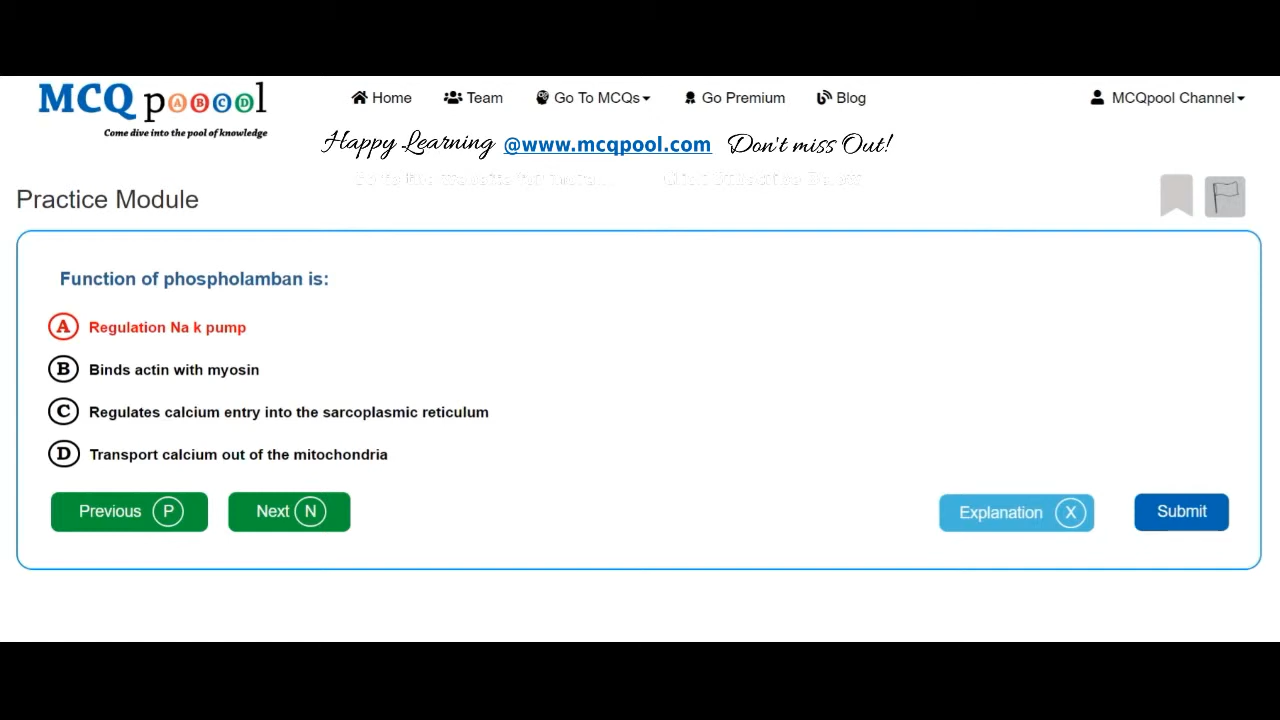 MCQ pooool
Come dive into the pool of knowledge
Home Team Go To MCQs Go Premium Blog MCQpool Channel
Happy Learning @www.mcqpool.com Don't miss Out!
Practice Module
Function of phospholamban is:
A Regulation Na k pump
B Binds actin with myosin
C Regulates calcium entry into the sarcoplasmic reticulum
D Transport calcium out of the mitochondria
Previous P Next N Explanation X Submit